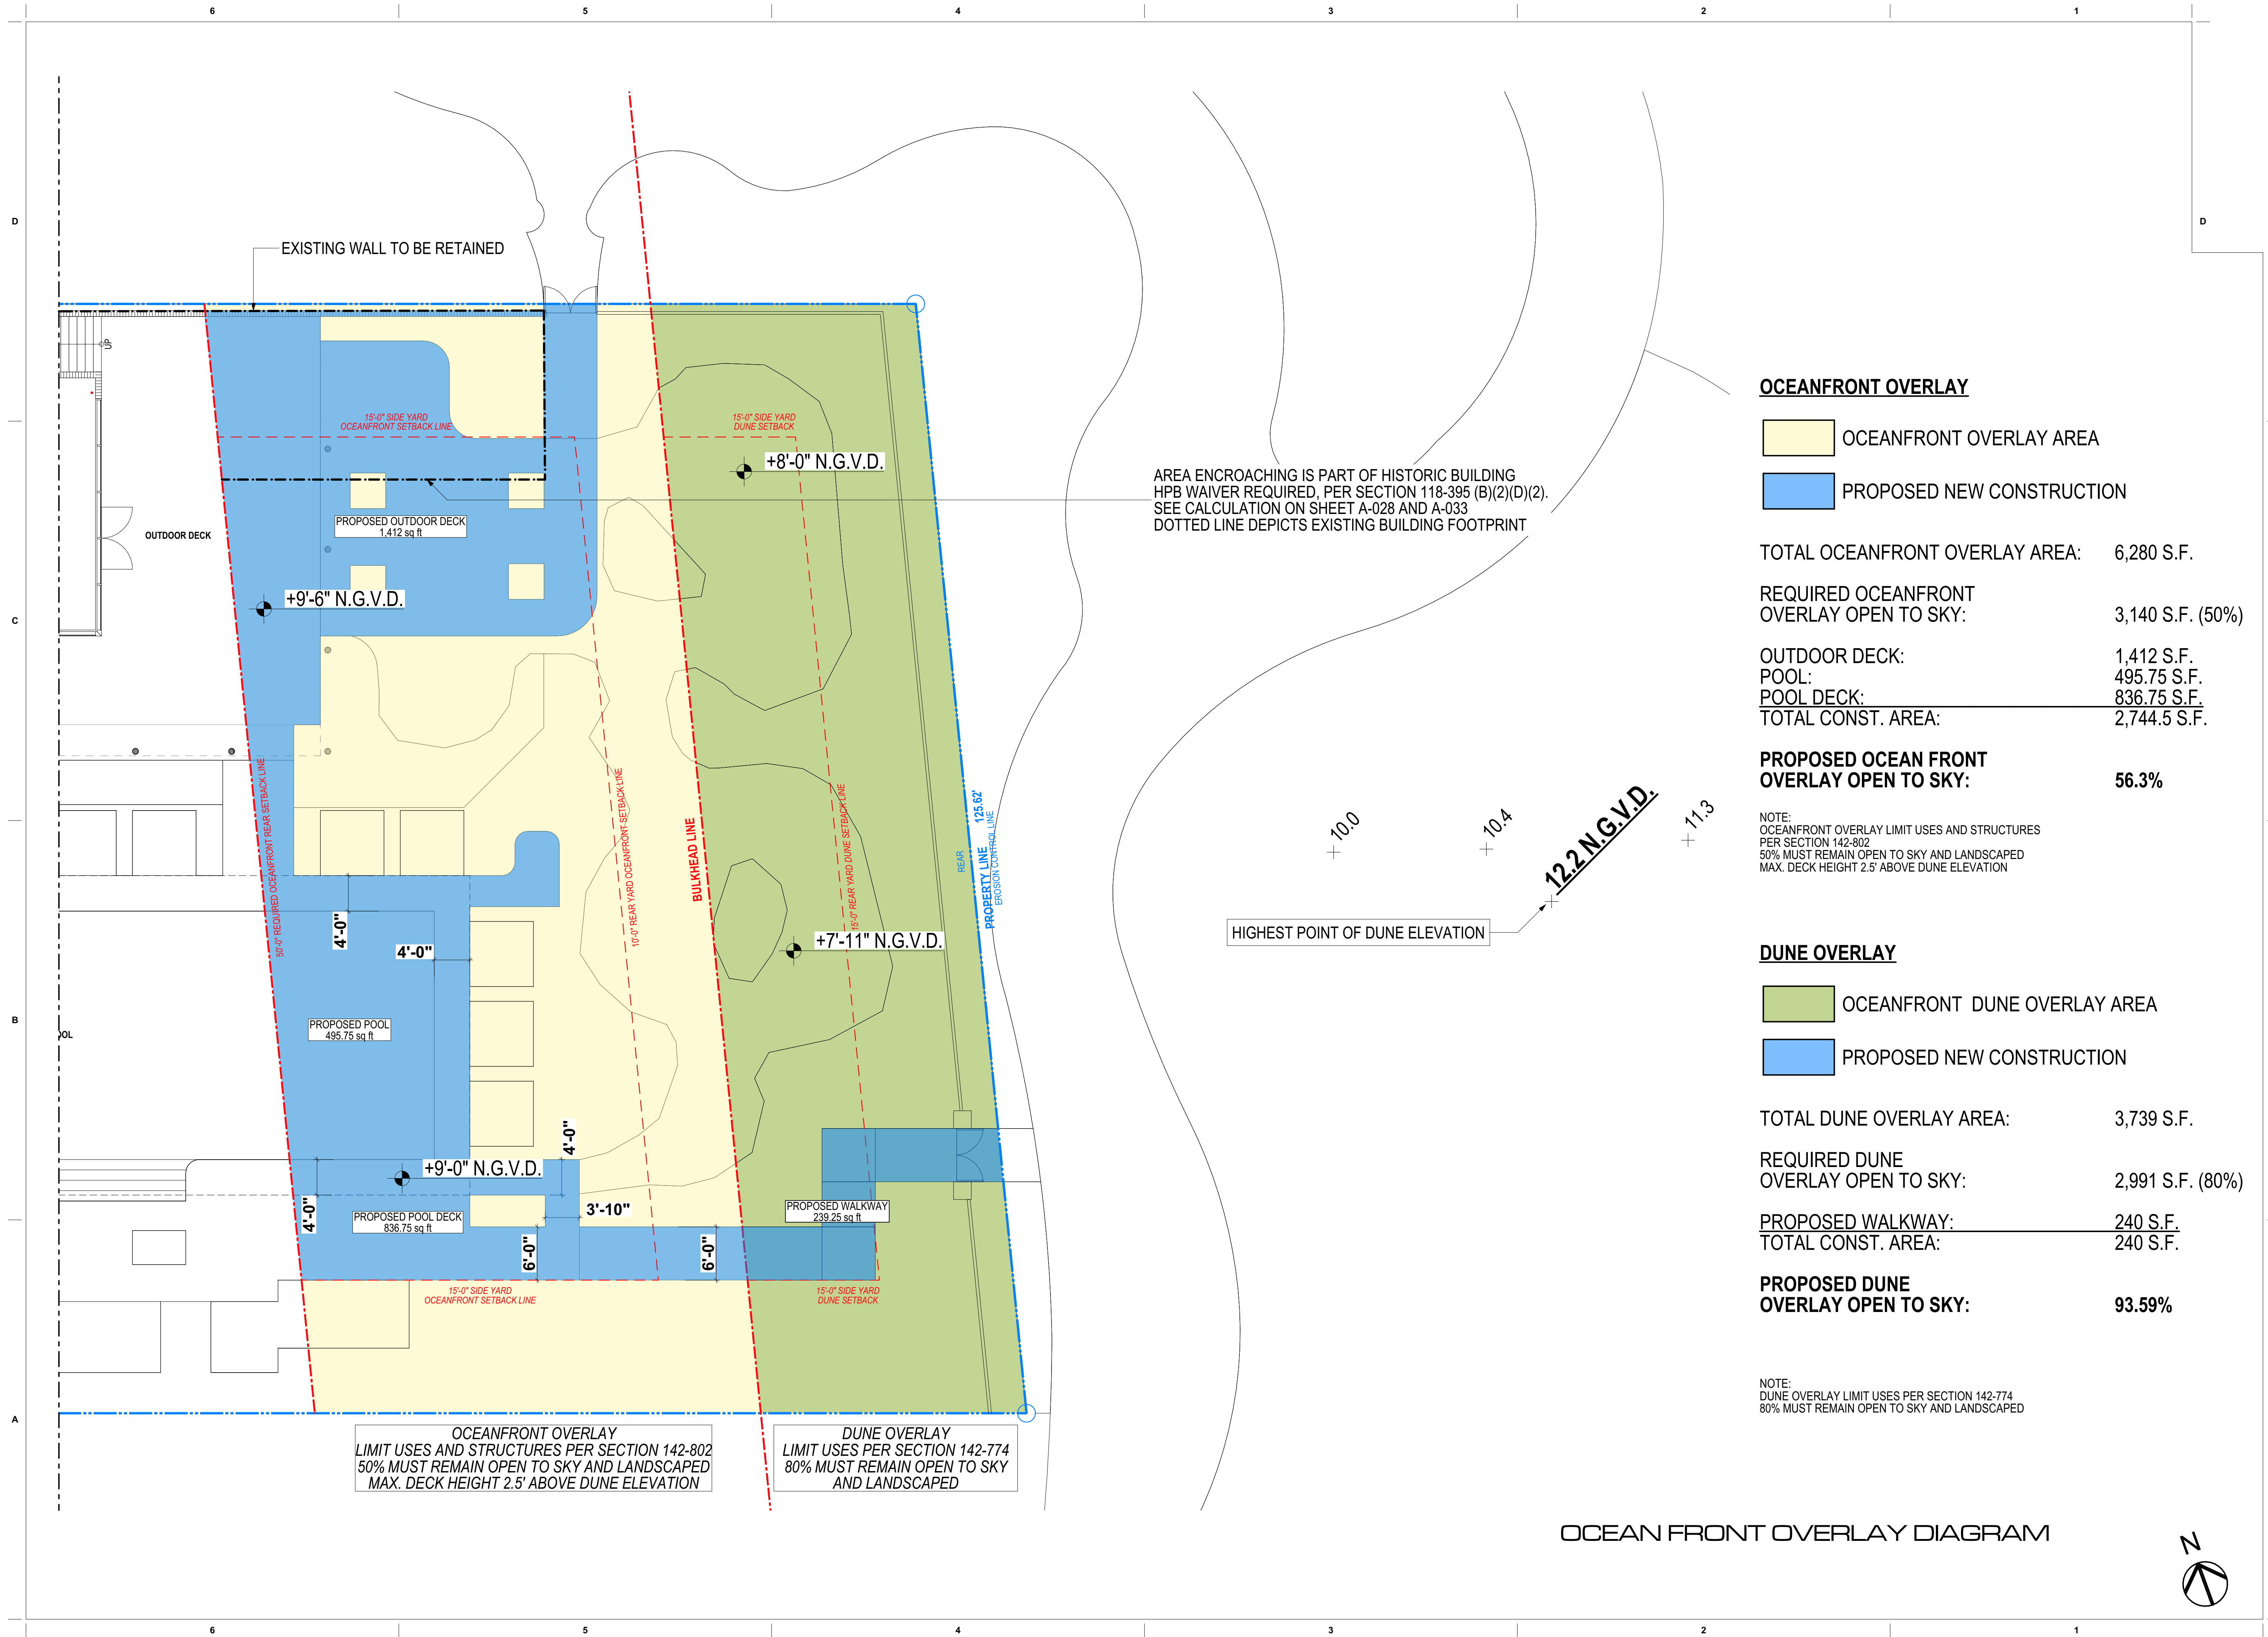 6 5 4 3 2 1
D
D
EXISTING WALL TO BE RETAINED
UP
15'-0" SIDE YARD
OCEANFRONT SETBACK LINE
15'-0" SIDE YARD
DUNE SETBACK
+8'-0" N.G.V.D.
AREA ENCROACHING IS PART OF HISTORIC BUILDING
HPB WAIVER REQUIRED, PER SECTION 118-395 (B)(2)(D)(2).
SEE CALCULATION ON SHEET A-028 AND A-033
DOTTED LINE DEPICTS EXISTING BUILDING FOOTPRINT
PROPOSED OUTDOOR DECK
1,412 sq ft
OUTDOOR DECK
+9'-6" N.G.V.D.
C
C
50'-0" REQUIRED OCEANFRONT REAR SETBACK LINE
10'-0" REAR YARD OCEANFRONT SETBACK LINE
BULKHEAD LINE
15'-0" REAR YARD DUNE SETBACK LINE
REAR
PROPERTY LINE 125.62'
EROSION CONTROL LINE
10.0
10.4
12.2 N.G.V.D.
11.3
HIGHEST POINT OF DUNE ELEVATION
4'-0"
4'-0"
+7'-11" N.G.V.D.
B
B
OOL
PROPOSED POOL
495.75 sq ft
4'-0"
+9'-0" N.G.V.D.
4'-0"
3'-10"
PROPOSED POOL DECK
836.75 sq ft
PROPOSED WALKWAY
239.25 sq ft
6'-0"
6'-0"
15'-0" SIDE YARD
OCEANFRONT SETBACK LINE
15'-0" SIDE YARD
DUNE SETBACK
A
OCEANFRONT OVERLAY
LIMIT USES AND STRUCTURES PER SECTION 142-802
50% MUST REMAIN OPEN TO SKY AND LANDSCAPED
MAX. DECK HEIGHT 2.5' ABOVE DUNE ELEVATION
DUNE OVERLAY
LIMIT USES PER SECTION 142-774
80% MUST REMAIN OPEN TO SKY
AND LANDSCAPED
OCEANFRONT OVERLAY
OCEANFRONT OVERLAY AREA
PROPOSED NEW CONSTRUCTION
TOTAL OCEANFRONT OVERLAY AREA: 6,280 S.F.
REQUIRED OCEANFRONT
OVERLAY OPEN TO SKY: 3,140 S.F. (50%)
OUTDOOR DECK: 1,412 S.F.
POOL: 495.75 S.F.
POOL DECK: 836.75 S.F.
TOTAL CONST. AREA: 2,744.5 S.F.
PROPOSED OCEAN FRONT
OVERLAY OPEN TO SKY: 56.3%
NOTE:
OCEANFRONT OVERLAY LIMIT USES AND STRUCTURES
PER SECTION 142-802
50% MUST REMAIN OPEN TO SKY AND LANDSCAPED
MAX. DECK HEIGHT 2.5' ABOVE DUNE ELEVATION
DUNE OVERLAY
OCEANFRONT DUNE OVERLAY AREA
PROPOSED NEW CONSTRUCTION
TOTAL DUNE OVERLAY AREA: 3,739 S.F.
REQUIRED DUNE
OVERLAY OPEN TO SKY: 2,991 S.F. (80%)
PROPOSED WALKWAY: 240 S.F.
TOTAL CONST. AREA: 240 S.F.
PROPOSED DUNE
OVERLAY OPEN TO SKY: 93.59%
NOTE:
DUNE OVERLAY LIMIT USES PER SECTION 142-774
80% MUST REMAIN OPEN TO SKY AND LANDSCAPED
OCEAN FRONT OVERLAY DIAGRAM
N
6 5 4 3 2 1